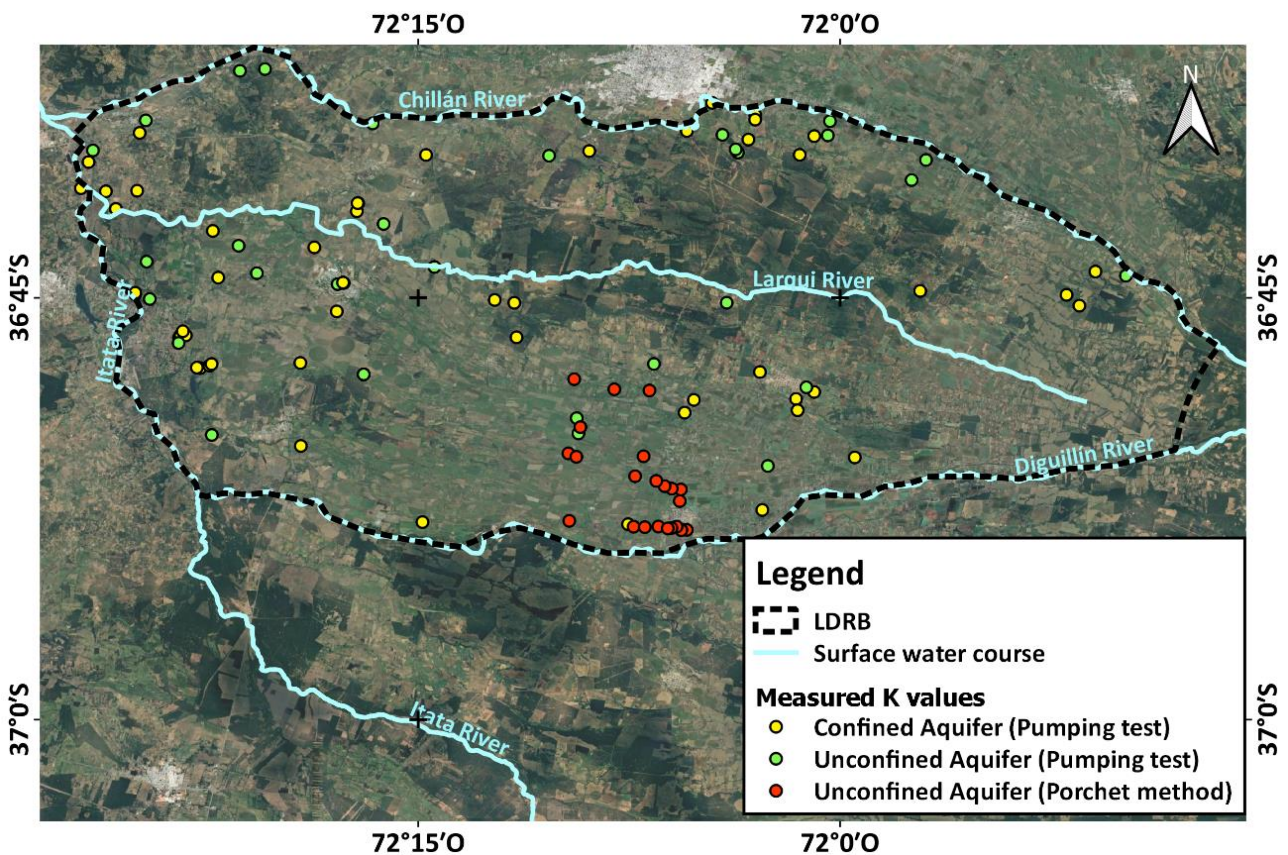 72°15'O
72°0'O
N
Chillán River
Larqui River
36°45'S
36°45'S
Itata River
Diguillín River
Legend
LDRB
Surface water course
Measured K values
Confined Aquifer (Pumping test)
Unconfined Aquifer (Pumping test)
Unconfined Aquifer (Porchet method)
Itata River
37°0'S
37°0'S
72°15'O
72°0'O